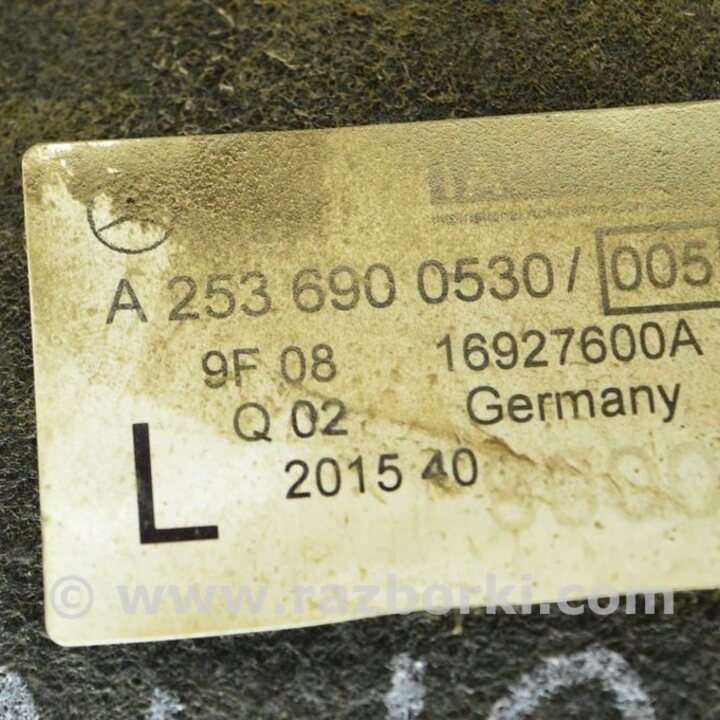 A 253 690 0530/ 005
9F 08 16927600A
Q 02 Germany
2015 40
L
© www.razborki.com